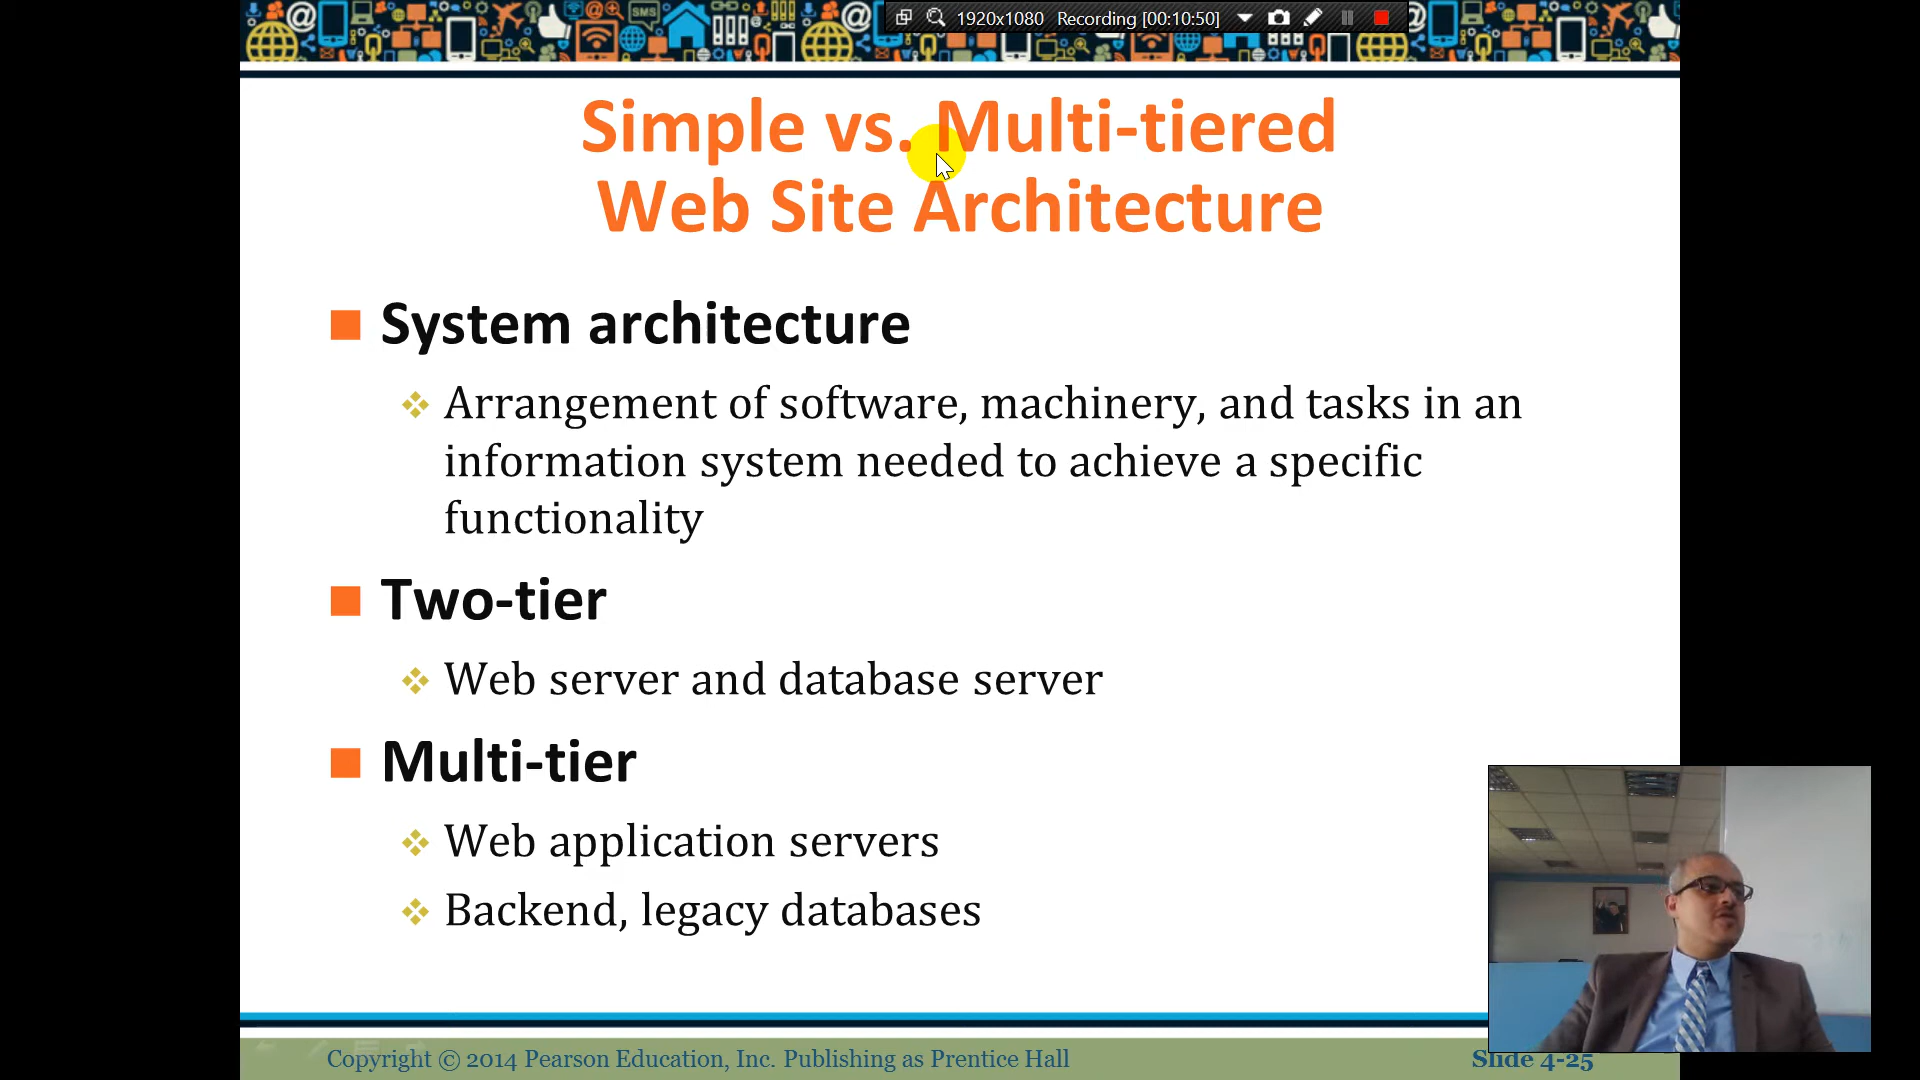 1920x1080 Recording [00:10:50]
SMS
Simple vs. Multi-tiered
Web Site Architecture
System architecture
Arrangement of software, machinery, and tasks in an
information system needed to achieve a specific
functionality
Two-tier
Web server and database server
Multi-tier
Web application servers
Backend, legacy databases
Copyright © 2014 Pearson Education, Inc. Publishing as Prentice Hall
Slide 4-25